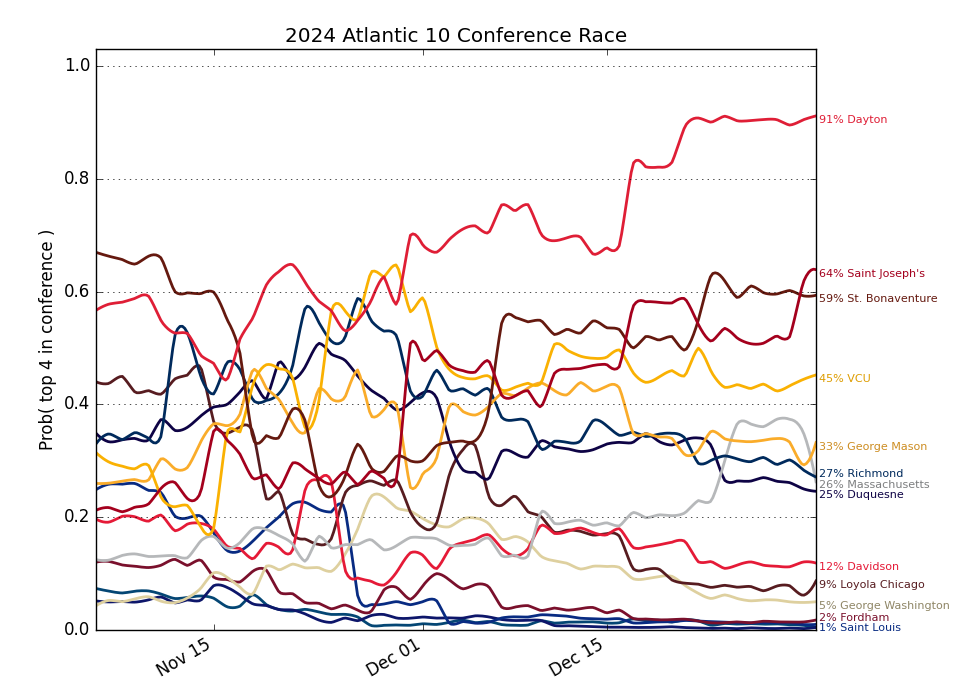 2024 Atlantic 10 Conference Race
Prob( top 4 in conference )
1.0
0.8
0.6
0.4
0.2
0.0
Nov 15
Dec 01
Dec 15
91% Dayton
64% Saint Joseph's
59% St. Bonaventure
45% VCU
33% George Mason
27% Richmond
26% Massachusetts
25% Duquesne
12% Davidson
9% Loyola Chicago
5% George Washington
2% Fordham
1% Saint Louis